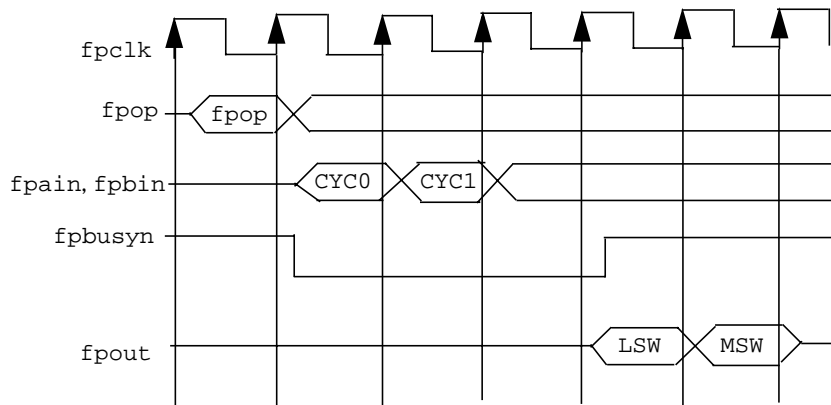 fpclk
fpop fpop
fpain, fpbin CYC0 CYC1
fpbusyn
fpout LSW MSW